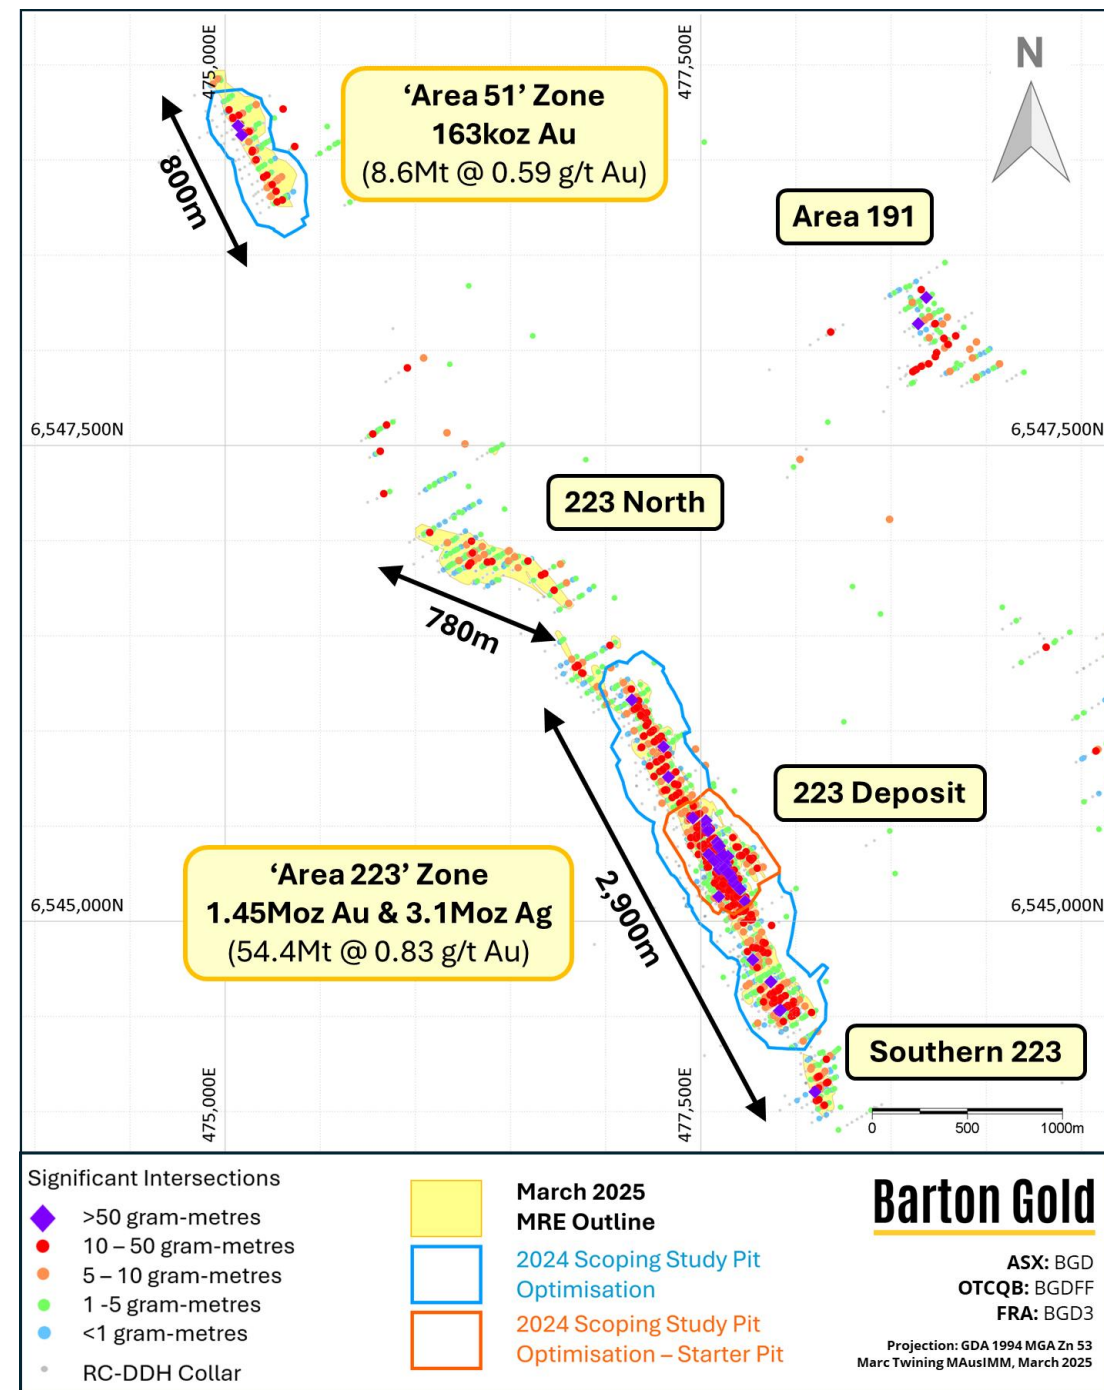 475,000E
477,500E
N
‘Area 51’ Zone
163koz Au
(8.6Mt @ 0.59 g/t Au)
800m
Area 191
6,547,500N
6,547,500N
223 North
780m
223 Deposit
‘Area 223’ Zone
1.45Moz Au & 3.1Moz Ag
(54.4Mt @ 0.83 g/t Au)
2,900m
6,545,000N
6,545,000N
Southern 223
475,000E
477,500E
0 500 1000m
Significant Intersections
>50 gram-metres
10 – 50 gram-metres
5 – 10 gram-metres
1 -5 gram-metres
<1 gram-metres
RC-DDH Collar
March 2025
MRE Outline
2024 Scoping Study Pit
Optimisation
2024 Scoping Study Pit
Optimisation – Starter Pit
Barton Gold
ASX: BGD
OTCQB: BGDFF
FRA: BGD3
Projection: GDA 1994 MGA Zn 53
Marc Twining MAusIMM, March 2025